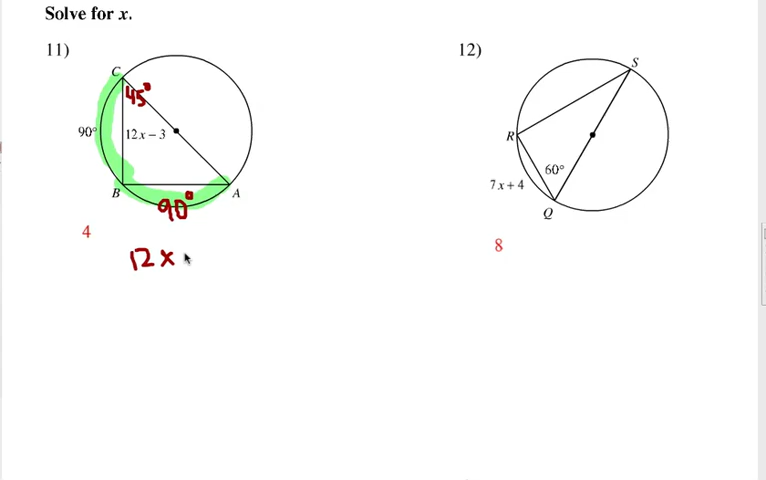 Solve for x.
11)
C
45°
90°
12x − 3
B
A
90°
4
12x
12)
S
R
60°
7x + 4
Q
8